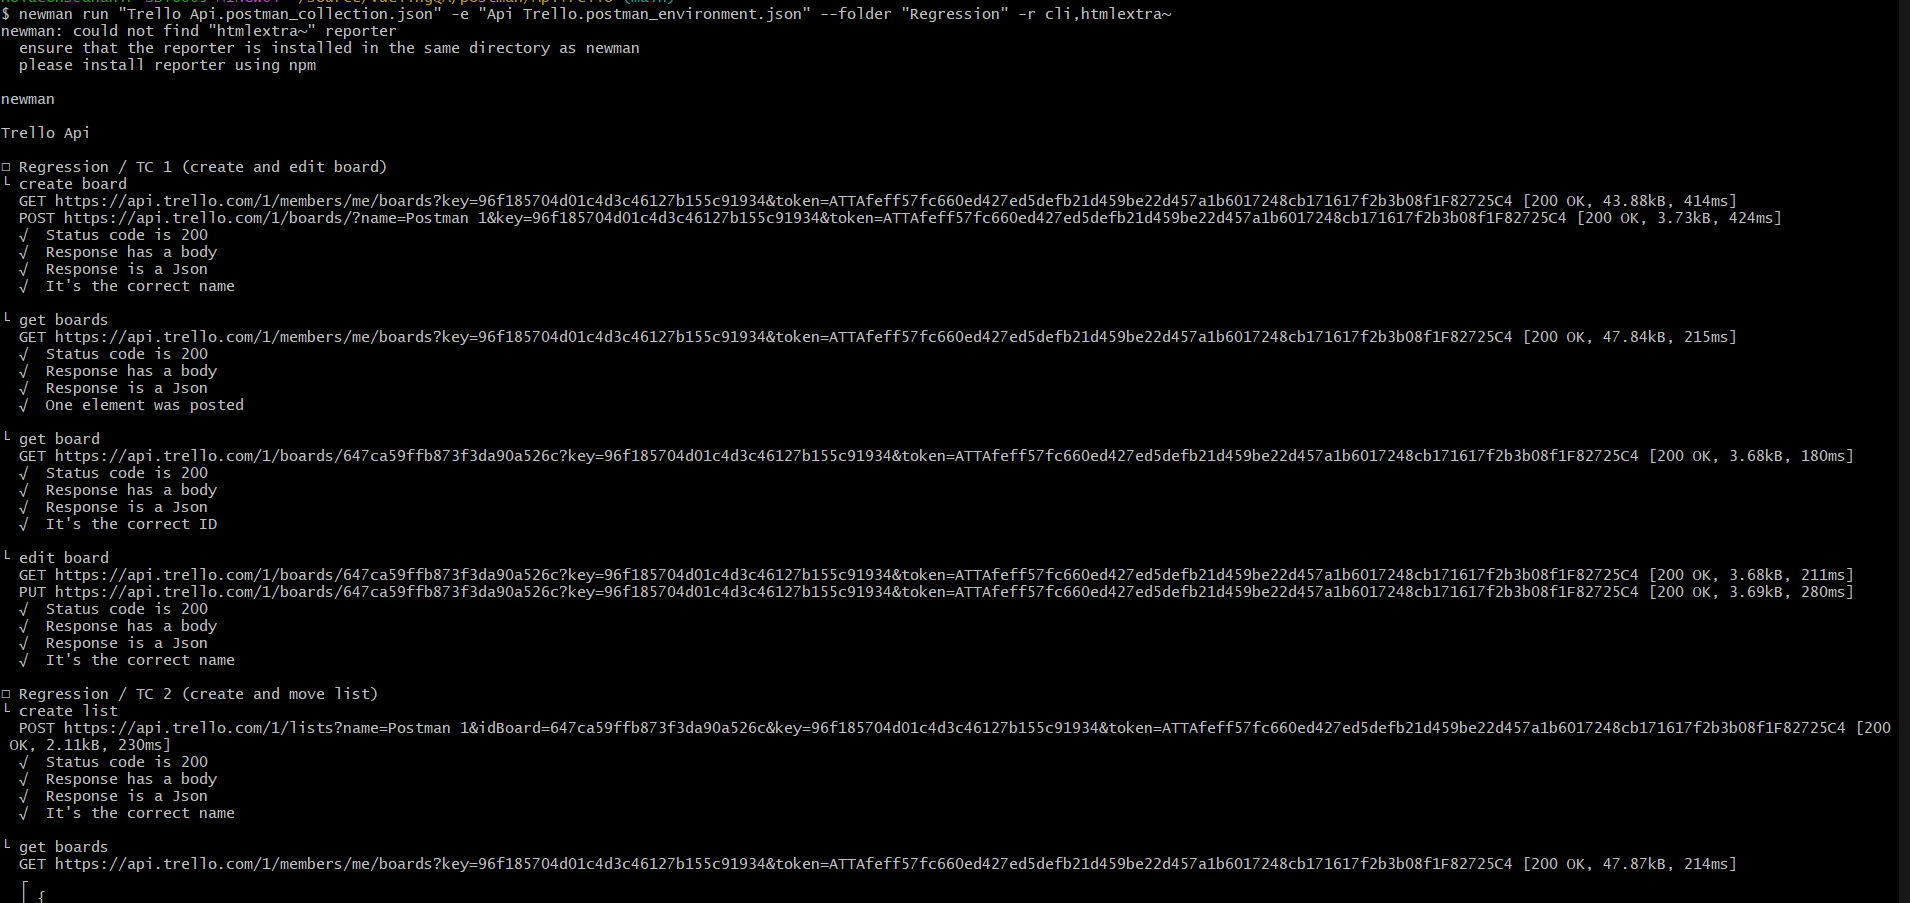 $ newman run "Trello Api.postman_collection.json" -e "Api Trello.postman_environment.json" --folder "Regression" -r cli,htmlextra~
newman: could not find "htmlextra~" reporter
  ensure that the reporter is installed in the same directory as newman
  please install reporter using npm

newman

Trello Api

□ Regression / TC 1 (create and edit board)
└ create board
  GET https://api.trello.com/1/members/me/boards?key=96f185704d01c4d3c46127b155c91934&token=ATTAfeff57fc660ed427ed5defb21d459be22d457a1b6017248cb171617f2b3b08f1F82725C4 [200 OK, 43.88kB, 414ms]
  POST https://api.trello.com/1/boards/?name=Postman 1&key=96f185704d01c4d3c46127b155c91934&token=ATTAfeff57fc660ed427ed5defb21d459be22d457a1b6017248cb171617f2b3b08f1F82725C4 [200 OK, 3.73kB, 424ms]
  √  Status code is 200
  √  Response has a body
  √  Response is a Json
  √  It's the correct name

└ get boards
  GET https://api.trello.com/1/members/me/boards?key=96f185704d01c4d3c46127b155c91934&token=ATTAfeff57fc660ed427ed5defb21d459be22d457a1b6017248cb171617f2b3b08f1F82725C4 [200 OK, 47.84kB, 215ms]
  √  Status code is 200
  √  Response has a body
  √  Response is a Json
  √  One element was posted

└ get board
  GET https://api.trello.com/1/boards/647ca59ffb873f3da90a526c?key=96f185704d01c4d3c46127b155c91934&token=ATTAfeff57fc660ed427ed5defb21d459be22d457a1b6017248cb171617f2b3b08f1F82725C4 [200 OK, 3.68kB, 180ms]
  √  Status code is 200
  √  Response has a body
  √  Response is a Json
  √  It's the correct ID

└ edit board
  GET https://api.trello.com/1/boards/647ca59ffb873f3da90a526c?key=96f185704d01c4d3c46127b155c91934&token=ATTAfeff57fc660ed427ed5defb21d459be22d457a1b6017248cb171617f2b3b08f1F82725C4 [200 OK, 3.68kB, 211ms]
  PUT https://api.trello.com/1/boards/647ca59ffb873f3da90a526c?key=96f185704d01c4d3c46127b155c91934&token=ATTAfeff57fc660ed427ed5defb21d459be22d457a1b6017248cb171617f2b3b08f1F82725C4 [200 OK, 3.69kB, 280ms]
  √  Status code is 200
  √  Response has a body
  √  Response is a Json
  √  It's the correct name

□ Regression / TC 2 (create and move list)
└ create list
  POST https://api.trello.com/1/lists?name=Postman 1&idBoard=647ca59ffb873f3da90a526c&key=96f185704d01c4d3c46127b155c91934&token=ATTAfeff57fc660ed427ed5defb21d459be22d457a1b6017248cb171617f2b3b08f1F82725C4 [200
 OK, 2.11kB, 230ms]
  √  Status code is 200
  √  Response has a body
  √  Response is a Json
  √  It's the correct name

└ get boards
  GET https://api.trello.com/1/members/me/boards?key=96f185704d01c4d3c46127b155c91934&token=ATTAfeff57fc660ed427ed5defb21d459be22d457a1b6017248cb171617f2b3b08f1F82725C4 [200 OK, 47.87kB, 214ms]
  ┌
  │ {